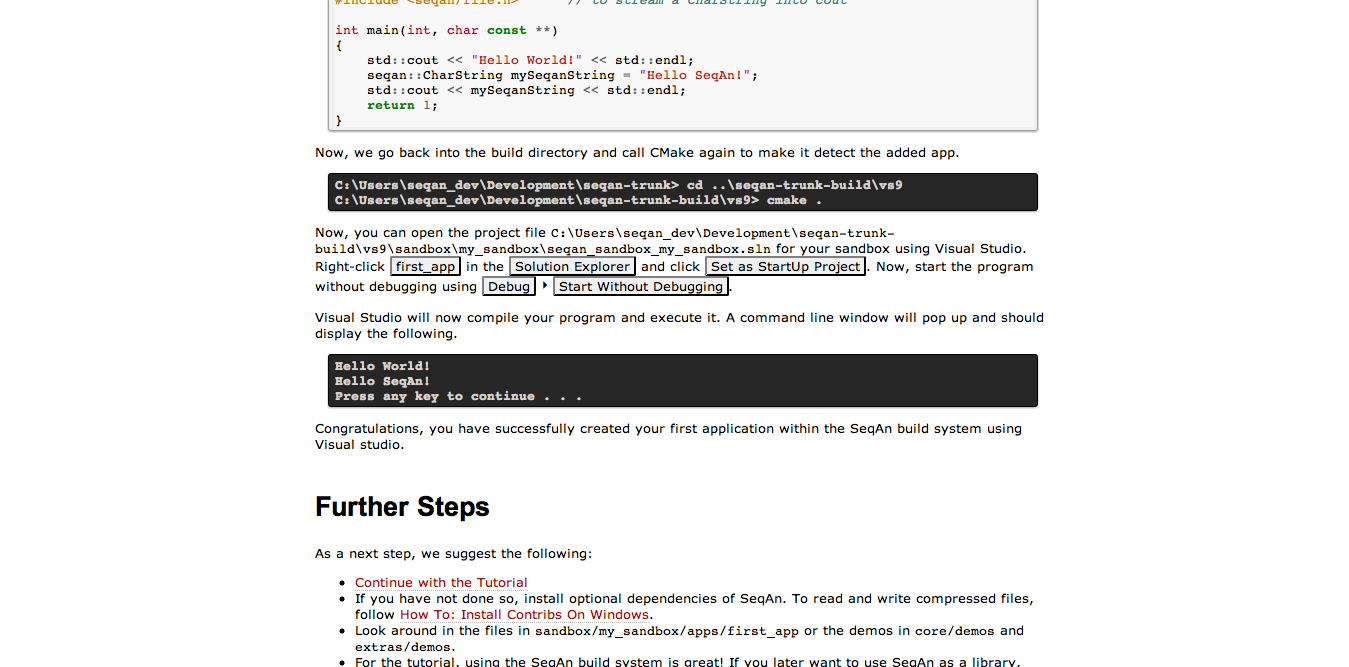 #include <seqan/file.h>      // to stream a CharString into cout
int main(int, char const **)
{
    std::cout << "Hello World!" << std::endl;
    seqan::CharString mySeqanString = "Hello SeqAn!";
    std::cout << mySeqanString << std::endl;
    return 1;
}
Now, we go back into the build directory and call CMake again to make it detect the added app.
C:\Users\seqan_dev\Development\seqan-trunk> cd ..\seqan-trunk-build\vs9
C:\Users\seqan_dev\Development\seqan-trunk-build\vs9> cmake .
Now, you can open the project file C:\Users\seqan_dev\Development\seqan-trunk-
build\vs9\sandbox\my_sandbox\seqan_sandbox_my_sandbox.sln for your sandbox using Visual Studio.
Right-click first_app in the Solution Explorer and click Set as StartUp Project. Now, start the program
without debugging using Debug ‣ Start Without Debugging.
Visual Studio will now compile your program and execute it. A command line window will pop up and should
display the following.
Hello World!
Hello SeqAn!
Press any key to continue . . .
Congratulations, you have successfully created your first application within the SeqAn build system using
Visual studio.
Further Steps
As a next step, we suggest the following:
• Continue with the Tutorial
• If you have not done so, install optional dependencies of SeqAn. To read and write compressed files,
follow How To: Install Contribs On Windows.
• Look around in the files in sandbox/my_sandbox/apps/first_app or the demos in core/demos and
extras/demos.
• For the tutorial, using the SeqAn build system is great! If you later want to use SeqAn as a library,